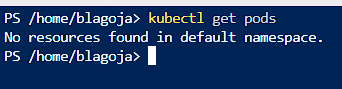 PS /home/blagoja> kubectl get pods
No resources found in default namespace.
PS /home/blagoja>